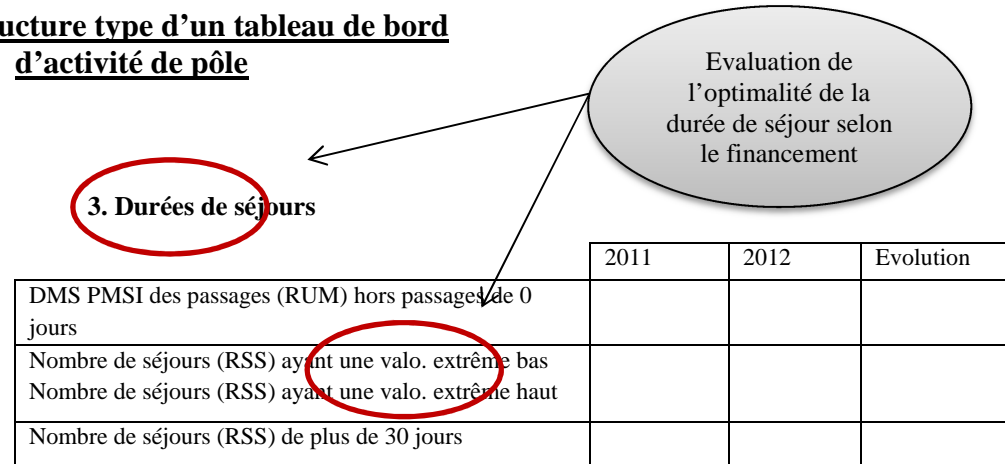 ucture type d'un tableau de bord
d'activité de pôle
Evaluation de
l'optimalité de la
durée de séjour selon
le financement
3. Durées de séjours
2011 2012 Evolution
DMS PMSI des passages (RUM) hors passages de 0
jours
Nombre de séjours (RSS) ayant une valo. extrême bas
Nombre de séjours (RSS) ayant une valo. extrême haut
Nombre de séjours (RSS) de plus de 30 jours